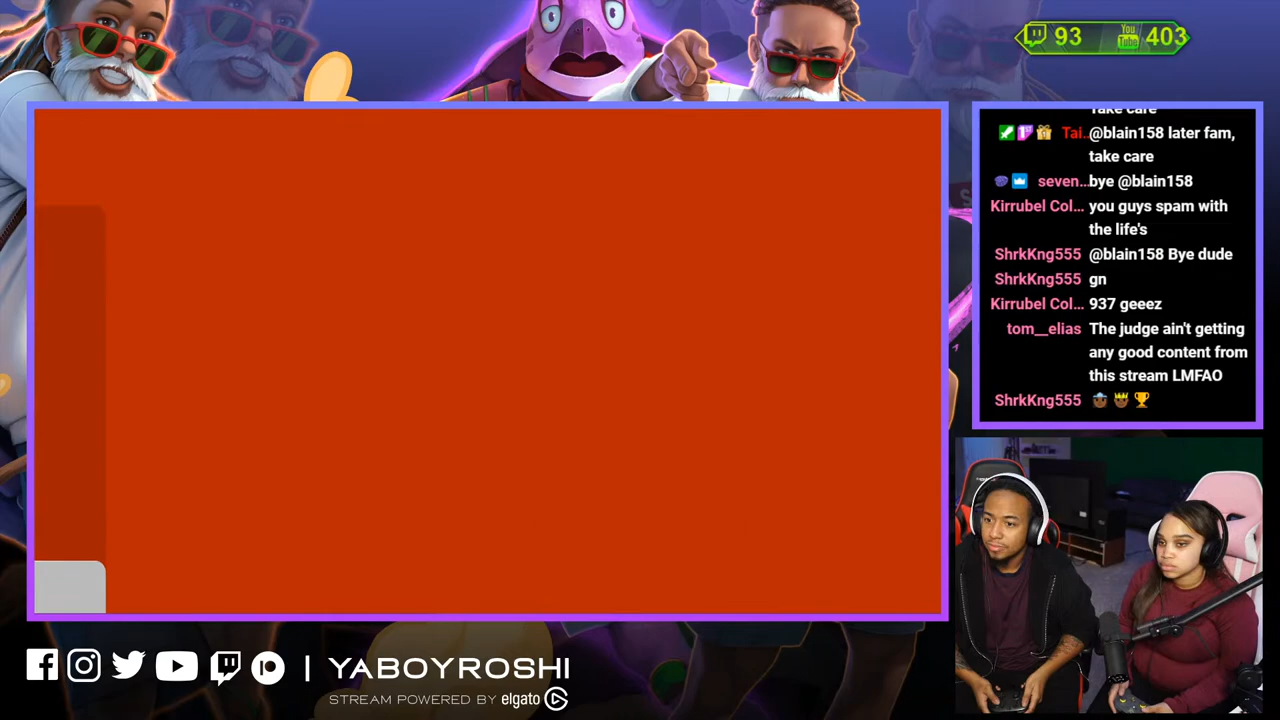 93
You
Tube
403
Take care
Tai..@blain158 later fam,
take care
seven... bye @blain158
Kirrubel Col... you guys spam with
the life's
ShrkKng555 @blain158 Bye dude
ShrkKng555 gn
Kirrubel Col... 937 geeez
tom__elias The judge ain't getting
any good content from
this stream LMFAO
ShrkKng555
| YABOYROSHI
STREAM POWERED BY elgato